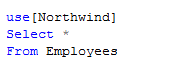 use[Northwind]
Select *
From Employees